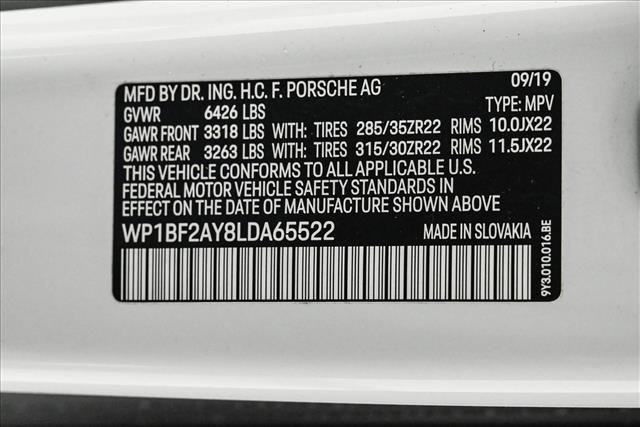 MFD BY DR. ING. H.C. F. PORSCHE AG 09/19
GVWR 6426 LBS TYPE: MPV
GAWR FRONT 3318 LBS WITH: TIRES 285/35ZR22 RIMS 10.0JX22
GAWR REAR 3263 LBS WITH: TIRES 315/30ZR22 RIMS 11.5JX22
THIS VEHICLE CONFORMS TO ALL APPLICABLE U.S.
FEDERAL MOTOR VEHICLE SAFETY STANDARDS IN
EFFECT ON THE DATE OF MANUFACTURE SHOWN ABOVE
WP1BF2AY8LDA65522 MADE IN SLOVAKIA
9Y3.010.016.BE